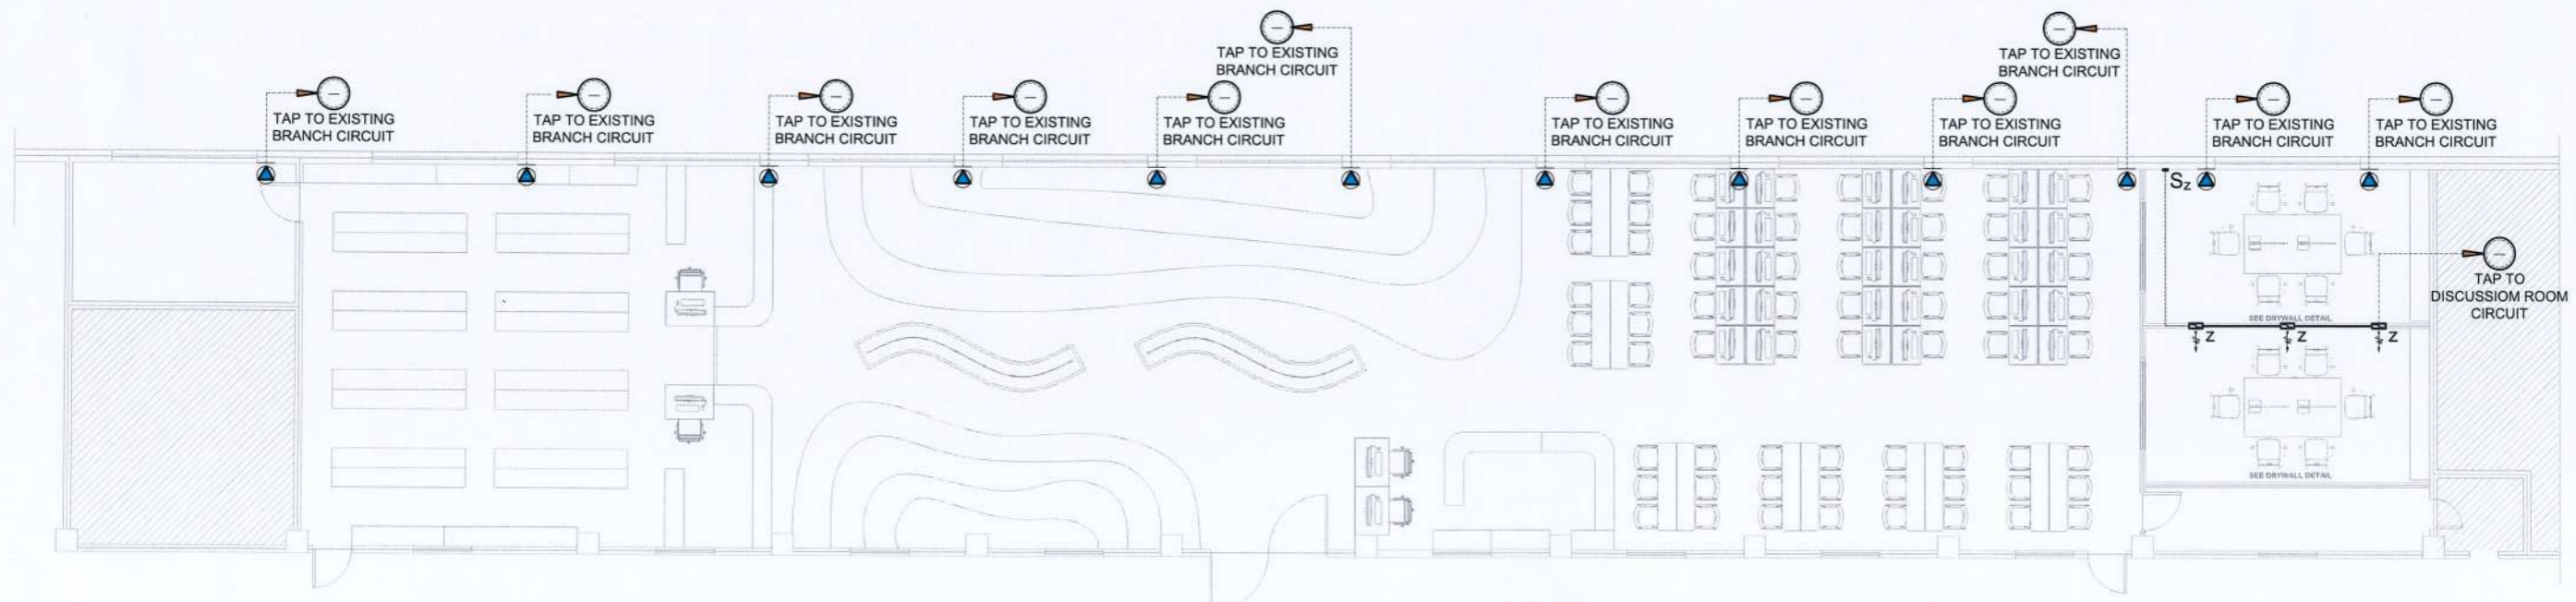 TAP TO EXISTING
BRANCH CIRCUIT
TAP TO EXISTING
BRANCH CIRCUIT
TAP TO EXISTING
BRANCH CIRCUIT
TAP TO EXISTING
BRANCH CIRCUIT
TAP TO EXISTING
BRANCH CIRCUIT
TAP TO EXISTING
BRANCH CIRCUIT
TAP TO EXISTING
BRANCH CIRCUIT
TAP TO EXISTING
BRANCH CIRCUIT
TAP TO EXISTING
BRANCH CIRCUIT
TAP TO EXISTING
BRANCH CIRCUIT
TAP TO EXISTING
BRANCH CIRCUIT
TAP TO EXISTING
BRANCH CIRCUIT
Sz
TAP TO
DISCUSSIOM ROOM
CIRCUIT
SEE DRYWALL DETAIL
Z
Z
Z
SEE DRYWALL DETAIL